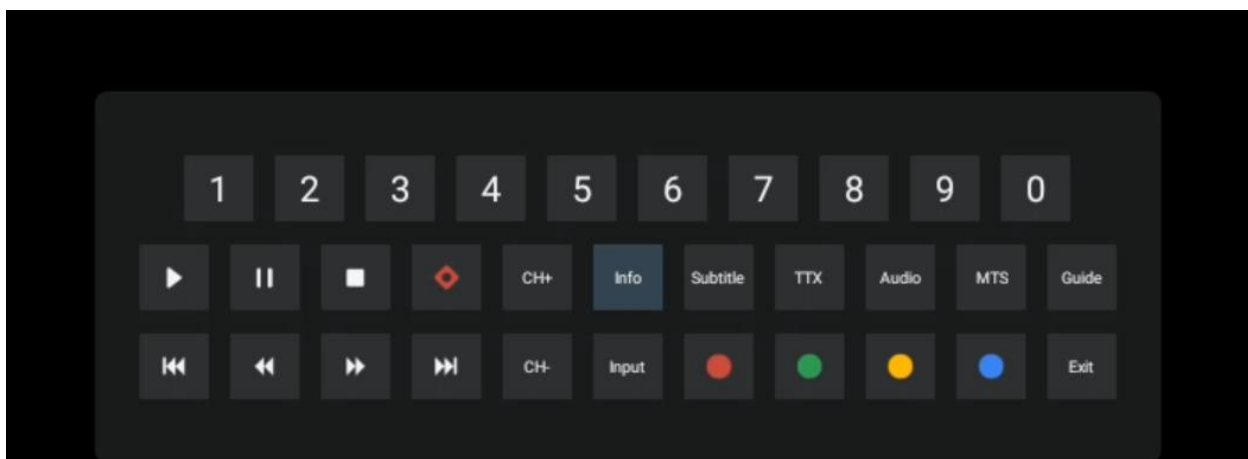 1 2 3 4 5 6 7 8 9 0
CH+ Info Subtitle TTX Audio MTS Guide
CH- Input Exit